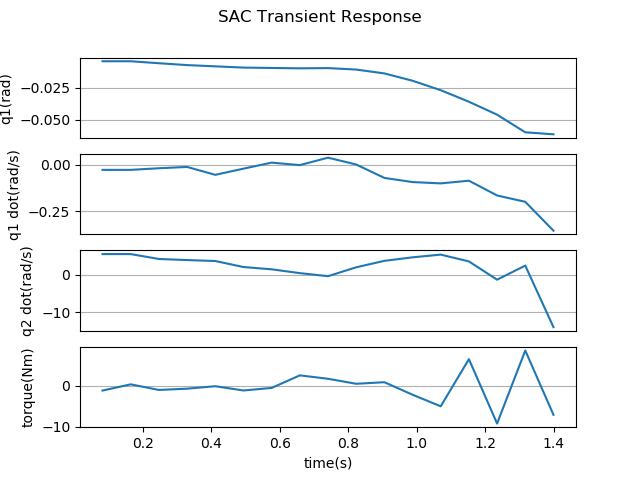 SAC Transient Response
q1(rad)
−0.025
−0.050
q1 dot(rad/s)
0.00
−0.25
q2 dot(rad/s)
0
−10
torque(Nm)
0
−10
0.2 0.4 0.6 0.8 1.0 1.2 1.4
time(s)